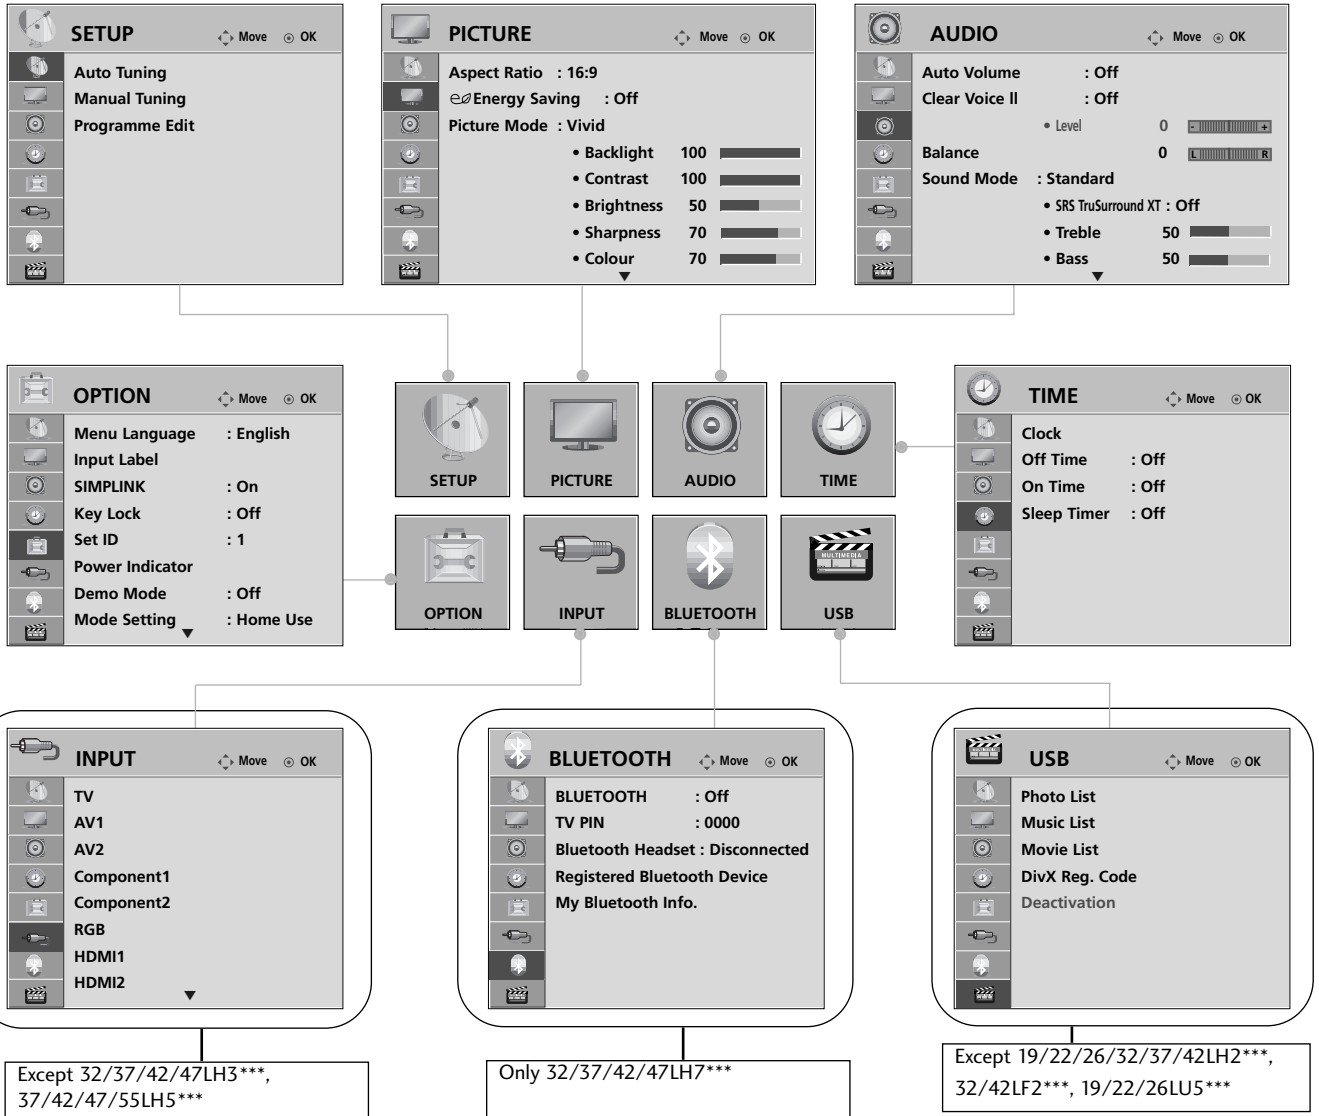 SETUP Move OK
Auto Tuning
Manual Tuning
Programme Edit
PICTURE Move OK
Aspect Ratio : 16:9
Energy Saving : Off
Picture Mode : Vivid
• Backlight 100
• Contrast 100
• Brightness 50
• Sharpness 70
• Colour 70
▼
AUDIO Move OK
Auto Volume : Off
Clear Voice ll : Off
• Level 0 - +
Balance 0 L R
Sound Mode : Standard
• SRS TruSurround XT : Off
• Treble 50
• Bass 50
▼
OPTION Move OK
Menu Language : English
Input Label
SIMPLINK : On
Key Lock : Off
Set ID : 1
Power Indicator
Demo Mode : Off
Mode Setting : Home Use
▼
SETUP
PICTURE
AUDIO
TIME
OPTION
INPUT
BLUETOOTH
MULTIMEDIA
USB
TIME Move OK
Clock
Off Time : Off
On Time : Off
Sleep Timer : Off
INPUT Move OK
TV
AV1
AV2
Component1
Component2
RGB
HDMI1
HDMI2
▼
BLUETOOTH Move OK
BLUETOOTH : Off
TV PIN : 0000
Bluetooth Headset : Disconnected
Registered Bluetooth Device
My Bluetooth Info.
USB Move OK
Photo List
Music List
Movie List
DivX Reg. Code
Deactivation
Except 32/37/42/47LH3***,
37/42/47/55LH5***
Only 32/37/42/47LH7***
Except 19/22/26/32/37/42LH2***,
32/42LF2***, 19/22/26LU5***